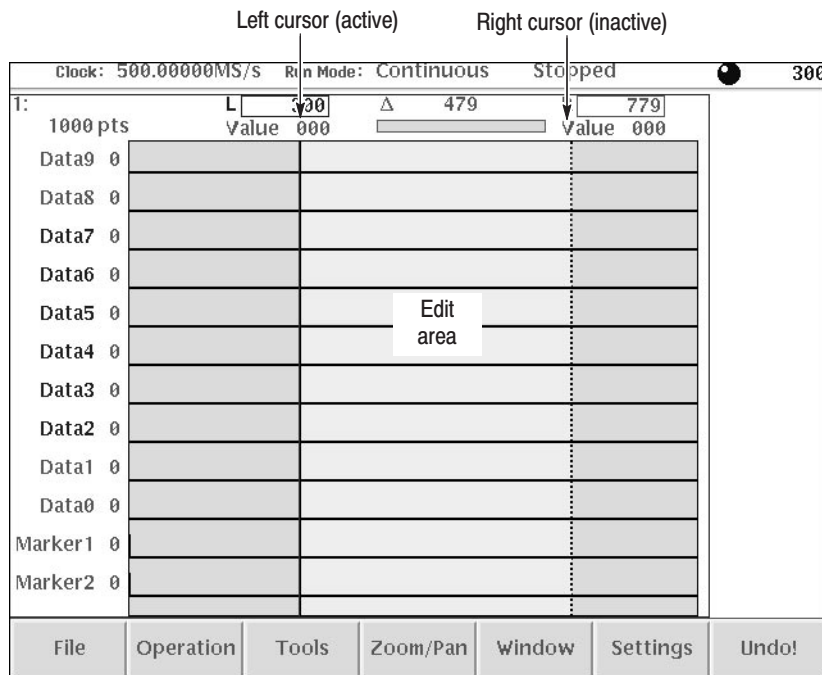 Left cursor (active)
Right cursor (inactive)
Clock: 500.00000MS/s Run Mode: Continuous Stopped 300
1: L 300 Δ 479 779
1000 pts Value 000 Value 000
Data9 0
Data8 0
Data7 0
Data6 0
Data5 0
Data4 0
Data3 0
Data2 0
Data1 0
Data0 0
Marker1 0
Marker2 0
Edit
area
File Operation Tools Zoom/Pan Window Settings Undo!